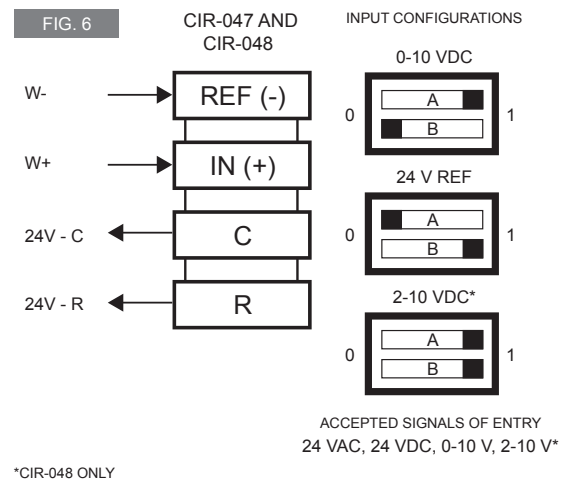 FIG. 6
CIR-047 AND
CIR-048
W-
REF (-)
W+
IN (+)
24V - C
C
24V - R
R
INPUT CONFIGURATIONS
0-10 VDC
0
A
B
1
24 V REF
0
A
B
1
2-10 VDC*
0
A
B
1
ACCEPTED SIGNALS OF ENTRY
24 VAC, 24 VDC, 0-10 V, 2-10 V*
*CIR-048 ONLY